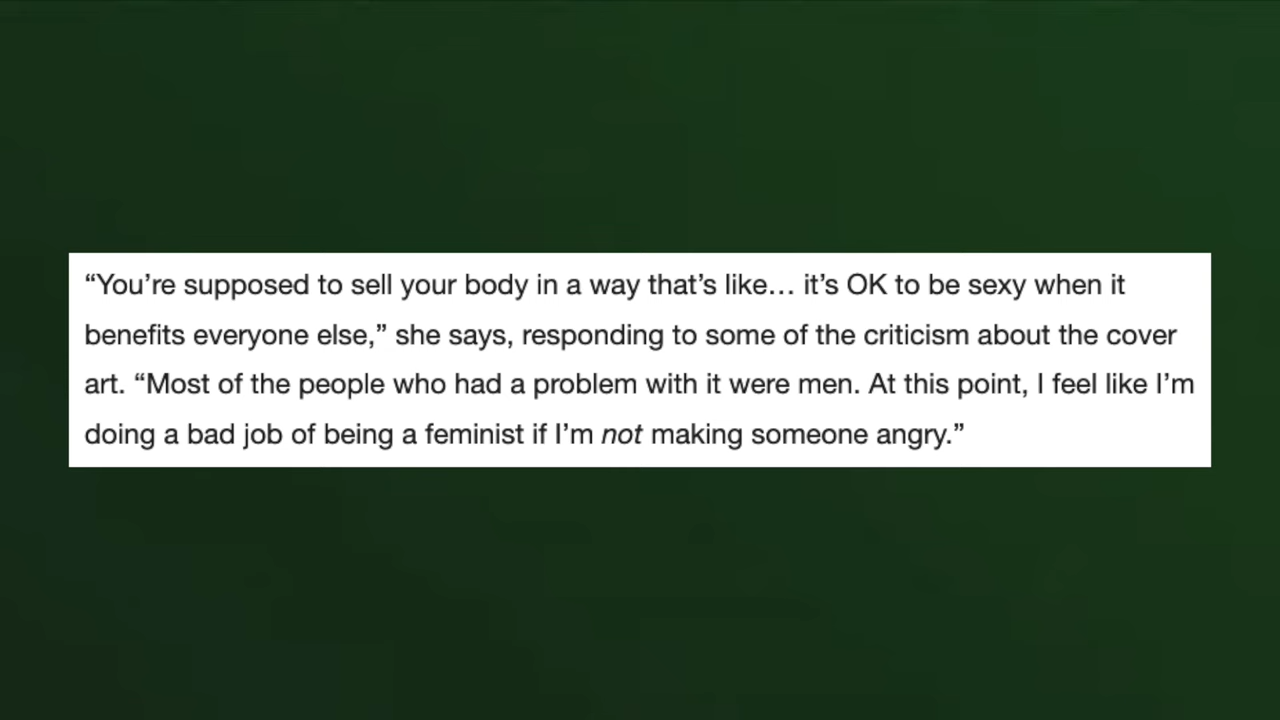 “You’re supposed to sell your body in a way that’s like… it’s OK to be sexy when it
benefits everyone else,” she says, responding to some of the criticism about the cover
art. “Most of the people who had a problem with it were men. At this point, I feel like I’m
doing a bad job of being a feminist if I’m not making someone angry.”